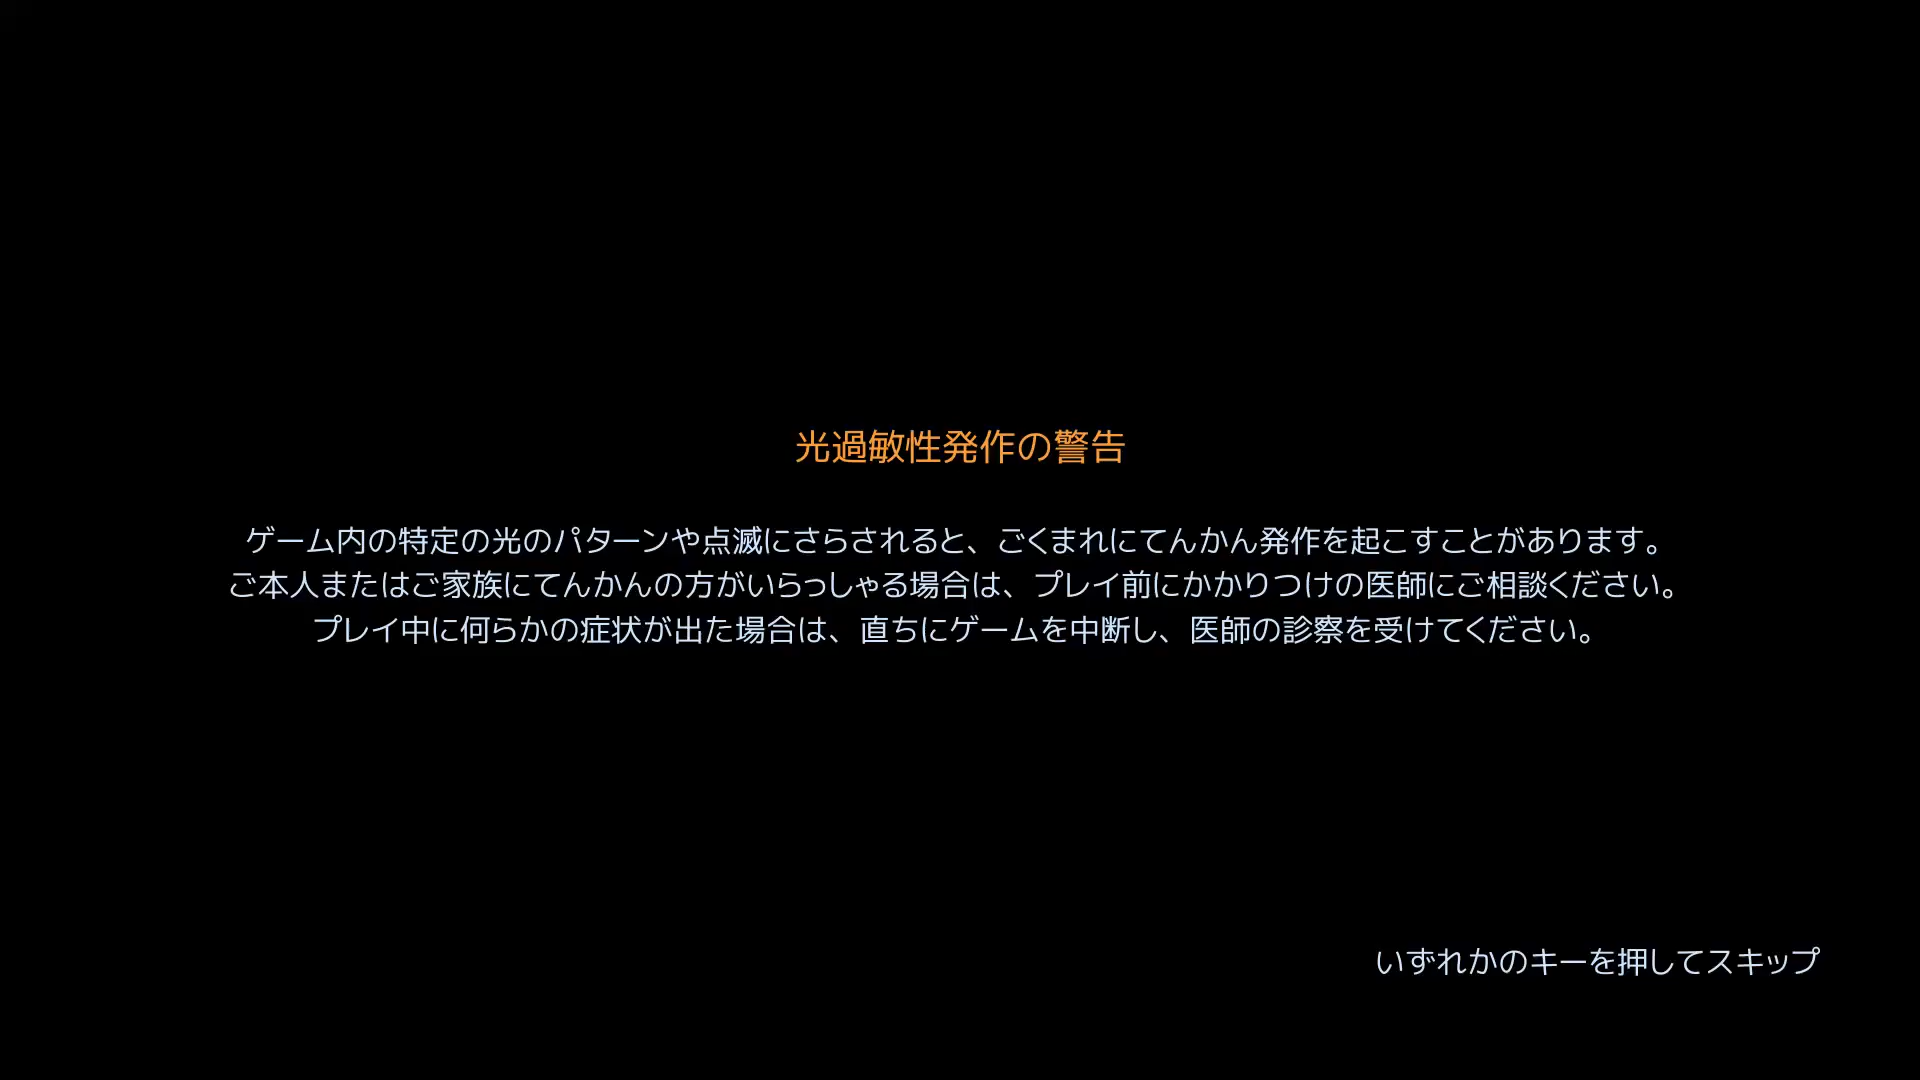 光過敏性発作の警告
ゲーム内の特定の光のパターンや点滅にさらされると、ごくまれにてんかん発作を起こすことがあります。
ご本人またはご家族にてんかんの方がいらっしゃる場合は、プレイ前にかかりつけの医師にご相談ください。
プレイ中に何らかの症状が出た場合は、直ちにゲームを中断し、医師の診察を受けてください。
いずれかのキーを押してスキップ